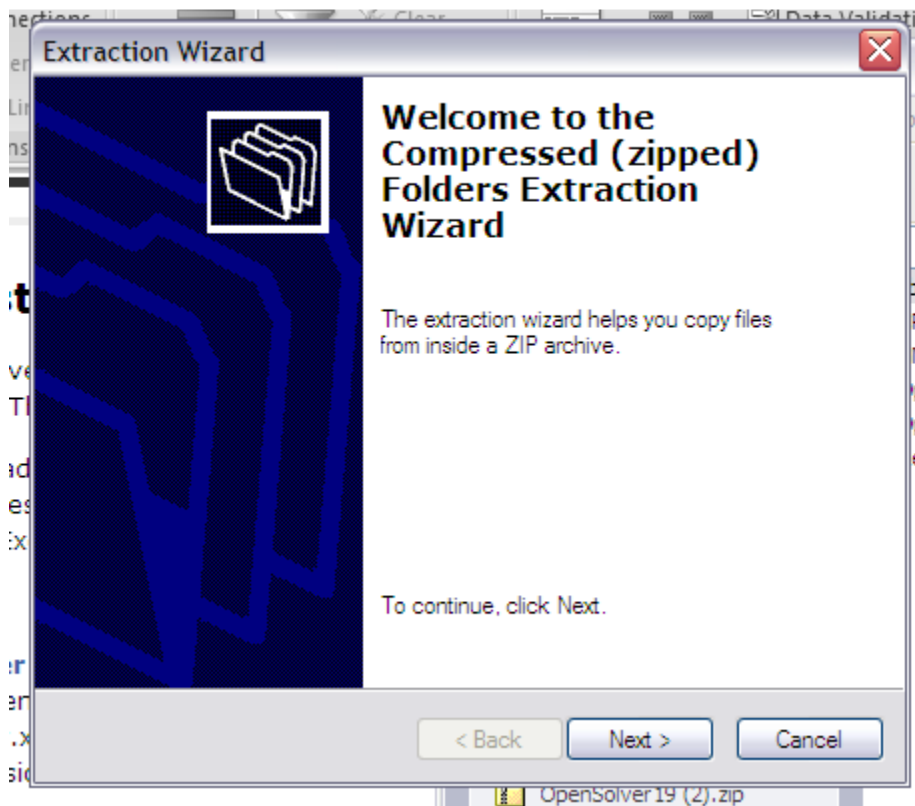 Clear
Data Validati
Extraction Wizard
Welcome to the
Compressed (zipped)
Folders Extraction
Wizard
The extraction wizard helps you copy files
from inside a ZIP archive.
To continue, click Next.
< Back
Next >
Cancel
OpenSolver19 (2).zip